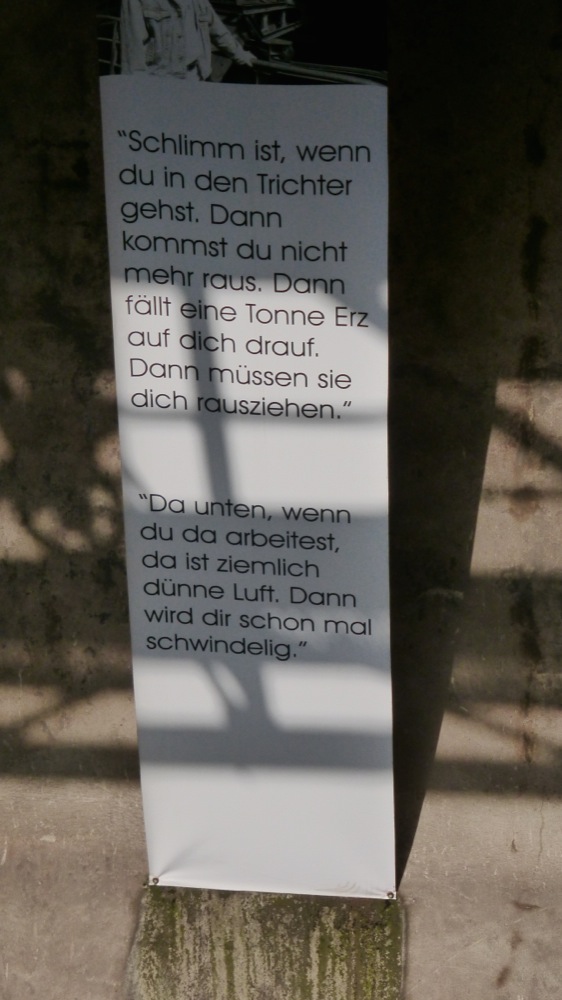 “Schlimm ist, wenn
du in den Trichter
gehst. Dann
kommst du nicht
mehr raus. Dann
fällt eine Tonne Erz
auf dich drauf.
Dann müssen sie
dich rausziehen.“
“Da unten, wenn
du da arbeitest,
da ist ziemlich
dünne Luft. Dann
wird dir schon mal
schwindelig.“